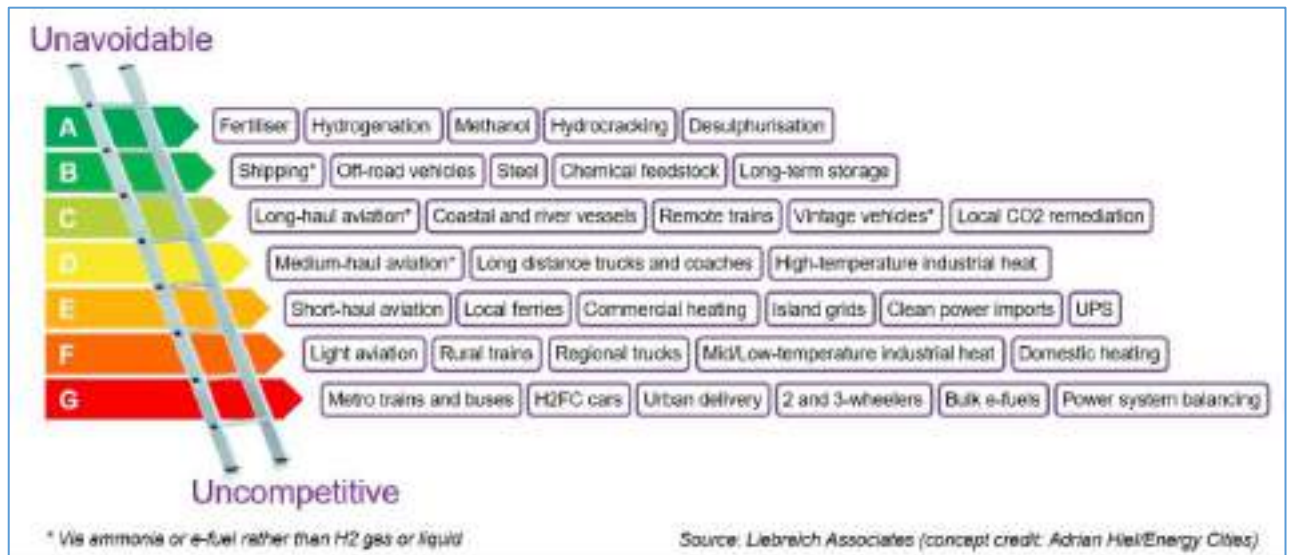 Unavoidable
A Fertiliser Hydrogenation Methanol Hydrocracking Desulphurisation
B Shipping* Off-road vehicles Steel Chemical feedstock Long-term storage
C Long-haul aviation* Coastal and river vessels Remote trains Vintage vehicles* Local CO2 remediation
D Medium-haul aviation* Long distance trucks and coaches High-temperature industrial heat
E Short-haul aviation Local ferries Commercial heating Island grids Clean power imports UPS
F Light aviation Rural trains Regional trucks Mid/Low-temperature industrial heat Domestic heating
G Metro trains and buses H2FC cars Urban delivery 2 and 3-wheelers Bulk e-fuels Power system balancing
Uncompetitive
* Via ammonia or e-fuel rather than H2 gas or liquid Source: Liebreich Associates (concept credit: Adrian Hiel/Energy Cities)